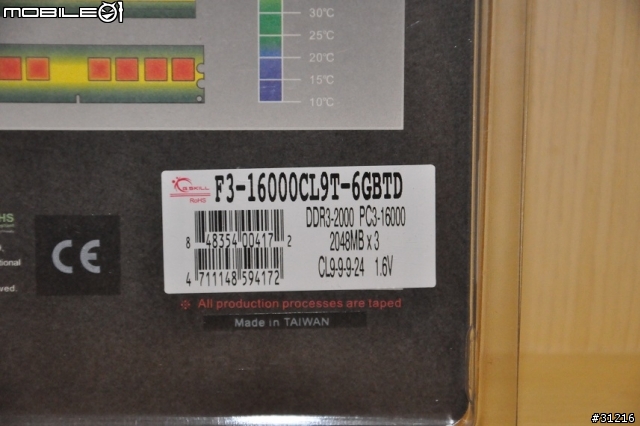 MOBILE01
30°C
25°C
20°C
15°C
10°C
G.SKILL
RoHS
F3-16000CL9T-6GBTD
DDR3-2000 PC3-16000
2048MB x 3
CL9-9-9-24 1.6V
8 48354 00417 2
4 711148 594172
HS
CE
※ All production processes are taped
Made in TAIWAN
#31216